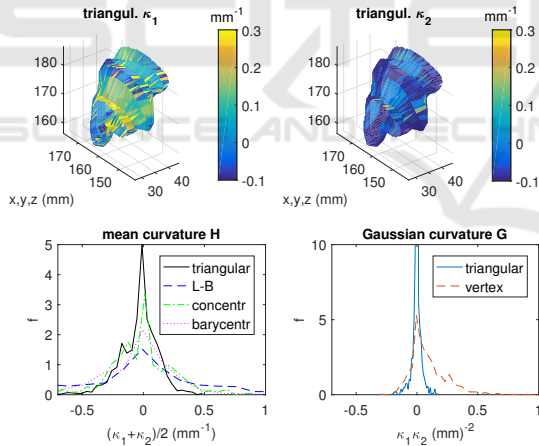 triangul. κ1
mm-1
triangul. κ2
mm-1
180
170
160
170
160
150
30
40
x,y,z (mm)
0.3
0.2
0.1
0
-0.1
180
170
160
170
160
150
30
40
x,y,z (mm)
0.3
0.2
0.1
0
-0.1
SCIENCE AND TECH
mean curvature H
5
4
3
2
1
0
f
triangular
L-B
concentr
barycentr
-0.5
0
0.5
1
(κ1+κ2)/2 (mm-1)
Gaussian curvature G
10
5
0
f
triangular
vertex
-0.5
0
0.5
1
κ1κ2 (mm)-2